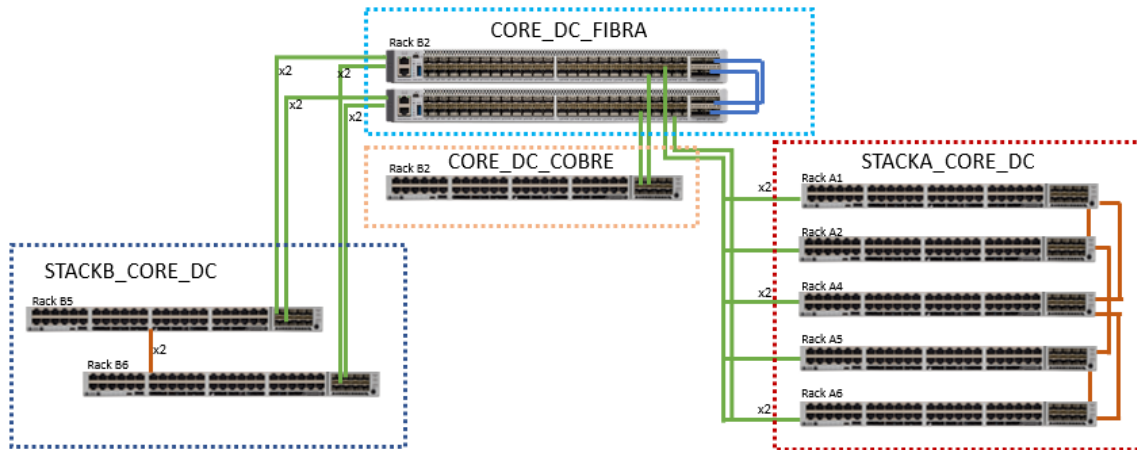 CORE_DC_FIBRA
Rack B2
x2
x2
x2
x2
CORE_DC_COBRE
Rack B2
STACKA_CORE_DC
Rack A1
x2
Rack A2
Rack A4
x2
Rack A5
Rack A6
x2
STACKB_CORE_DC
Rack B5
x2
Rack B6